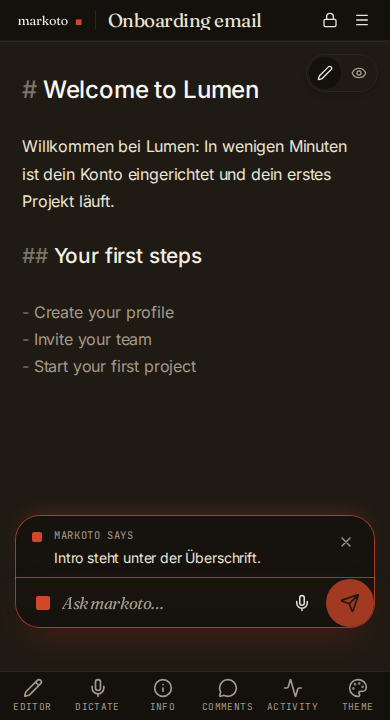 markoto
Onboarding email
# Welcome to Lumen
Willkommen bei Lumen: In wenigen Minuten
ist dein Konto eingerichtet und dein erstes
Projekt läuft.
## Your first steps
- Create your profile
- Invite your team
- Start your first project
MARKOTO SAYS
Intro steht unter der Überschrift.
Ask markoto...
EDITOR DICTATE INFO COMMENTS ACTIVITY THEME